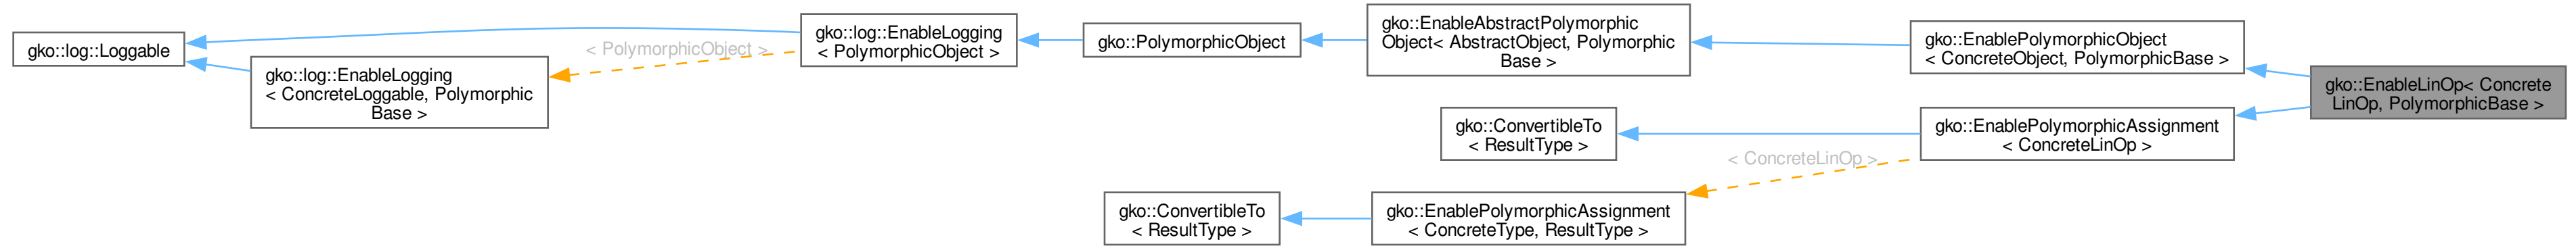 gko::log::Loggable
gko::log::EnableLogging
< ConcreteLoggable, Polymorphic
Base >
< PolymorphicObject >
gko::log::EnableLogging
< PolymorphicObject >
gko::PolymorphicObject
gko::EnableAbstractPolymorphic
Object< AbstractObject, Polymorphic
Base >
gko::EnablePolymorphicObject
< ConcreteObject, PolymorphicBase >
gko::EnableLinOp< Concrete
LinOp, PolymorphicBase >
gko::ConvertibleTo
< ResultType >
gko::EnablePolymorphicAssignment
< ConcreteLinOp >
< ConcreteLinOp >
gko::ConvertibleTo
< ResultType >
gko::EnablePolymorphicAssignment
< ConcreteType, ResultType >